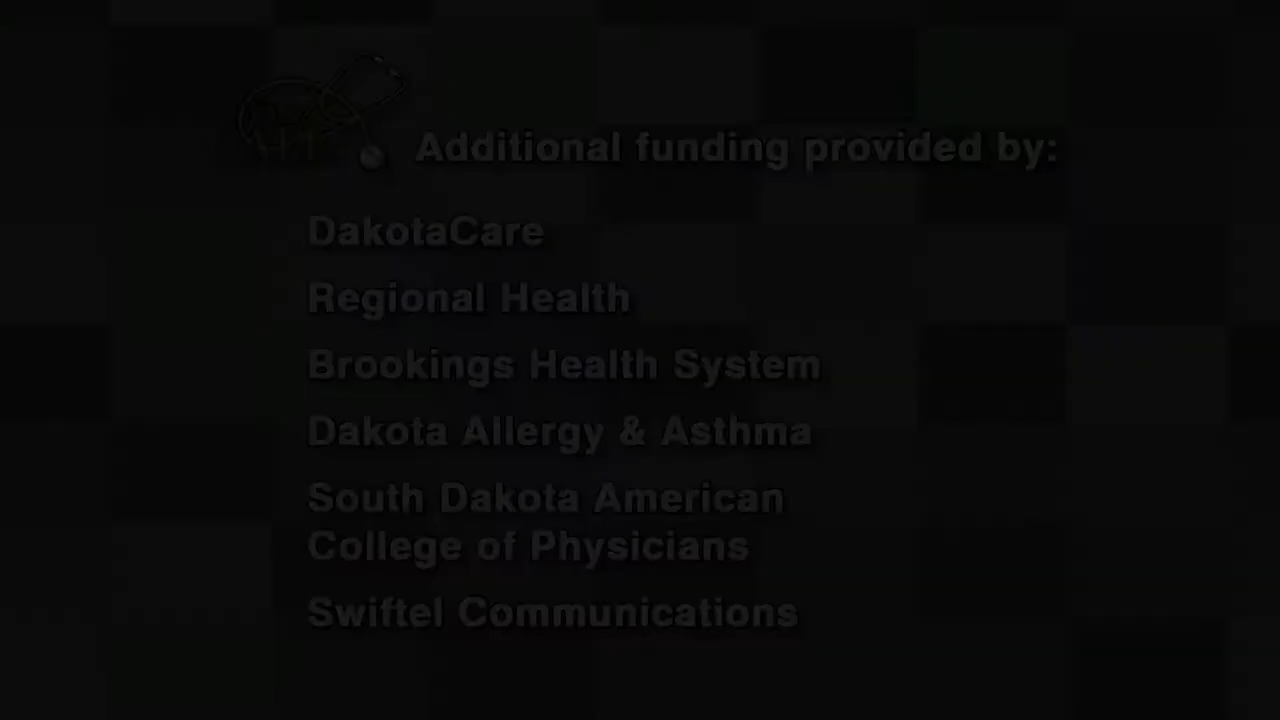 Additional funding provided by:
DakotaCare
Regional Health
Brookings Health System
Dakota Allergy & Asthma
South Dakota American
College of Physicians
Swiftel Communications